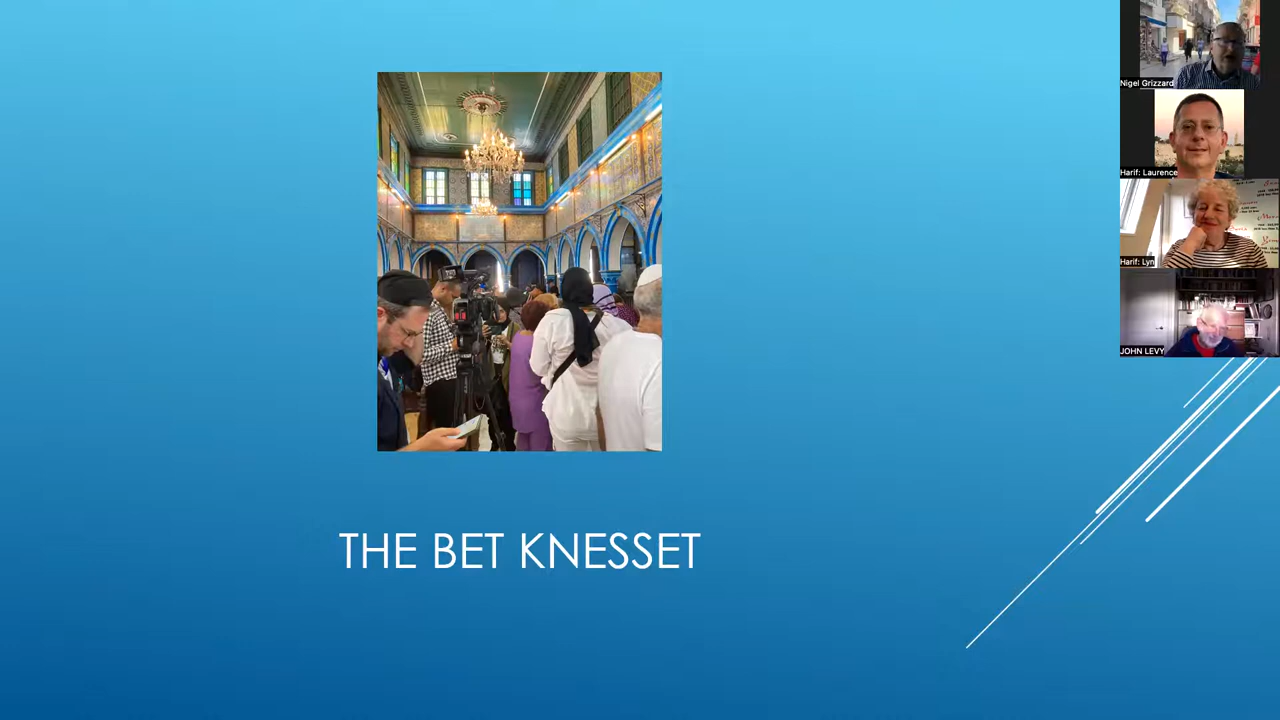 THE BET KNESSET
Nigel Grizzard
Harif: Laurence
Harif: Lyn
JOHN LEVY